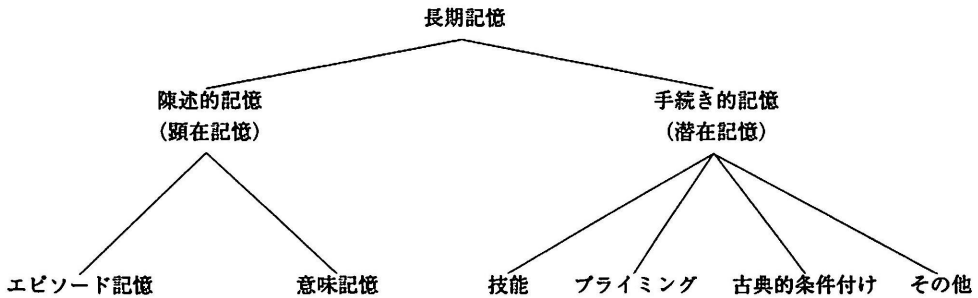 長期記憶
陳述的記憶
（顕在記憶）
手続き的記憶
（潜在記憶）
エピソード記憶
意味記憶
技能
プライミング
古典的条件付け
その他